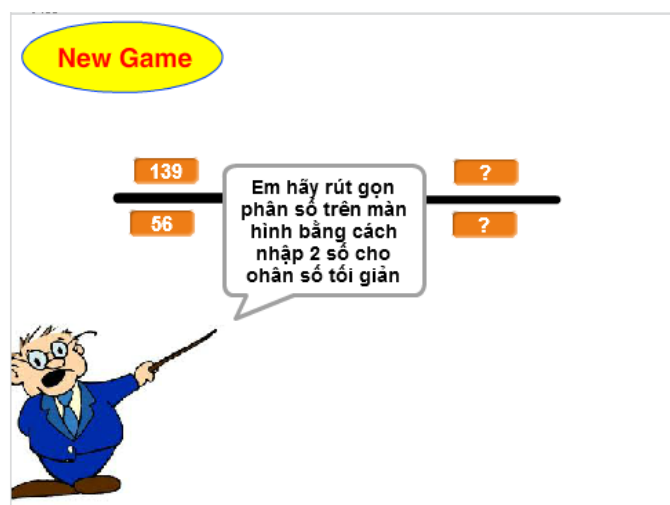 New Game
139
56
?
?
Em hãy rút gọn
phân số trên màn
hình bằng cách
nhập 2 số cho
ohân số tối giản